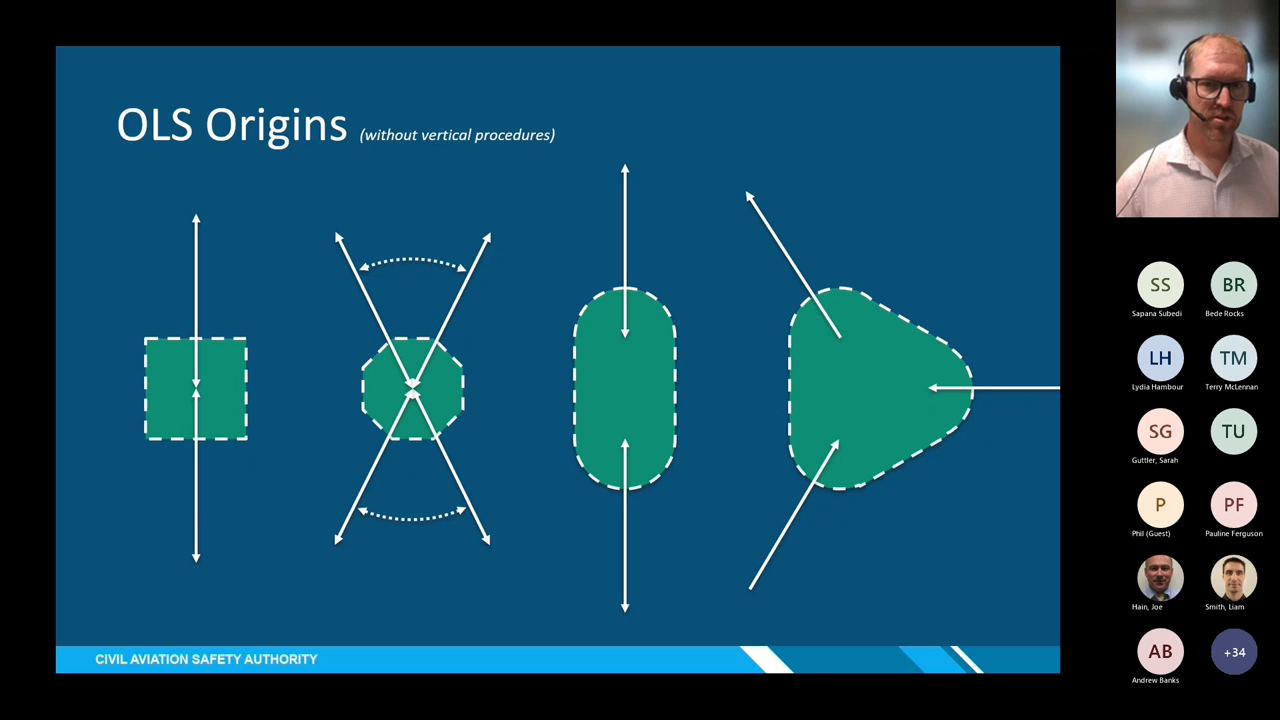 OLS Origins (without vertical procedures)
CIVIL AVIATION SAFETY AUTHORITY
SS
BR
Sapana Subedi
Bede Rocks
LH
TM
Lydia Hambour
Terry McLennan
SG
TU
Guttler, Sarah
P
PF
Phil (Guest)
Pauline Ferguson
Hain, Joe
Smith, Liam
AB
+34
Andrew Banks